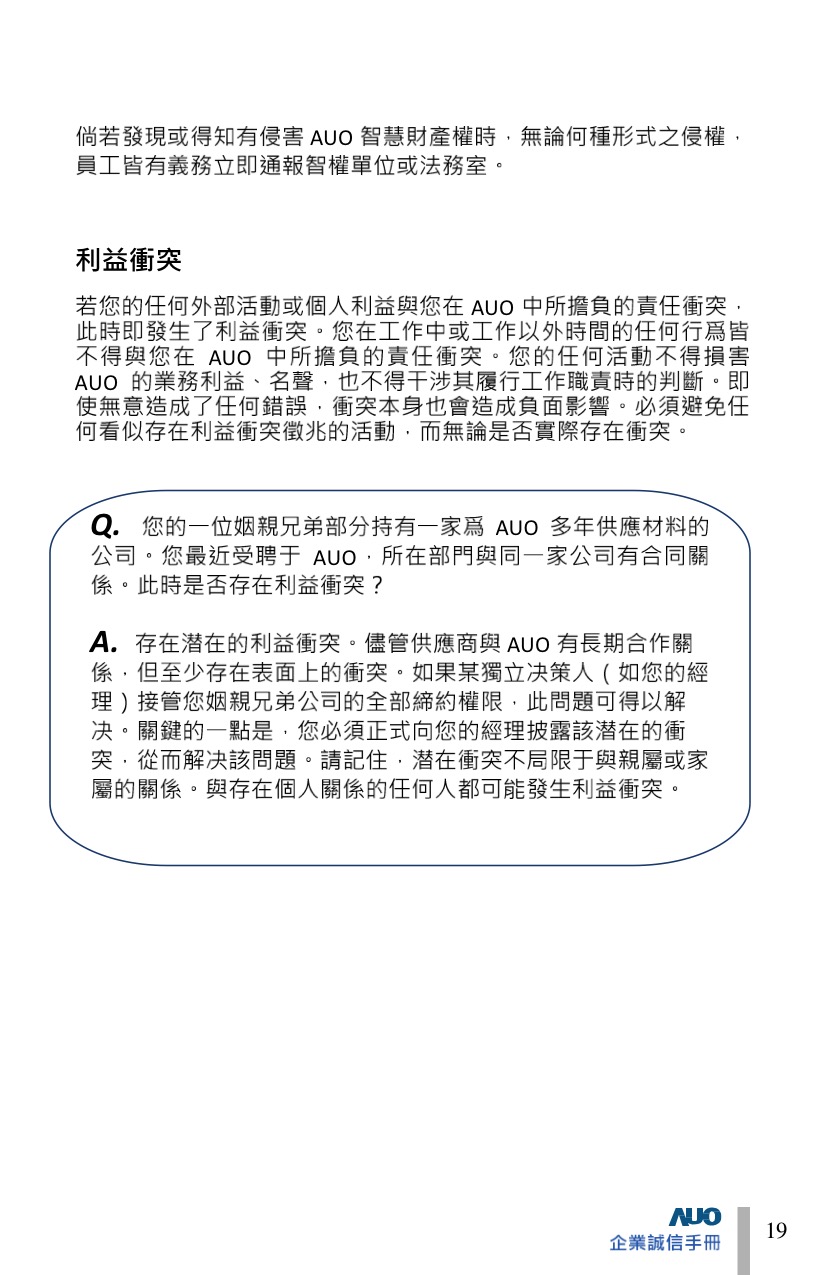 倘若發現或得知有侵害 AUO 智慧財產權時，無論何種形式之侵權，
員工皆有義務立即通報智權單位或法務室。
利益衝突
若您的任何外部活動或個人利益與您在 AUO 中所擔負的責任衝突，
此時即發生了利益衝突。您在工作中或工作以外時間的任何行爲皆
不得與您在 AUO 中所擔負的責任衝突。您的任何活動不得損害
AUO 的業務利益、名聲，也不得干涉其履行工作職責時的判斷。即
使無意造成了任何錯誤，衝突本身也會造成負面影響。必須避免任
何看似存在利益衝突徵兆的活動，而無論是否實際存在衝突。
Q. 您的一位姻親兄弟部分持有一家爲 AUO 多年供應材料的
公司。您最近受聘于 AUO，所在部門與同一家公司有合同關
係。此時是否存在利益衝突？
A. 存在潛在的利益衝突。儘管供應商與 AUO 有長期合作關
係，但至少存在表面上的衝突。如果某獨立決策人（如您的經
理）接管您姻親兄弟公司的全部締約權限，此問題可得以解
決。關鍵的一點是，您必須正式向您的經理披露該潛在的衝
突，從而解決該問題。請記住，潛在衝突不局限于與親屬或家
屬的關係。與存在個人關係的任何人都可能發生利益衝突。
AUO
企業誠信手冊
19